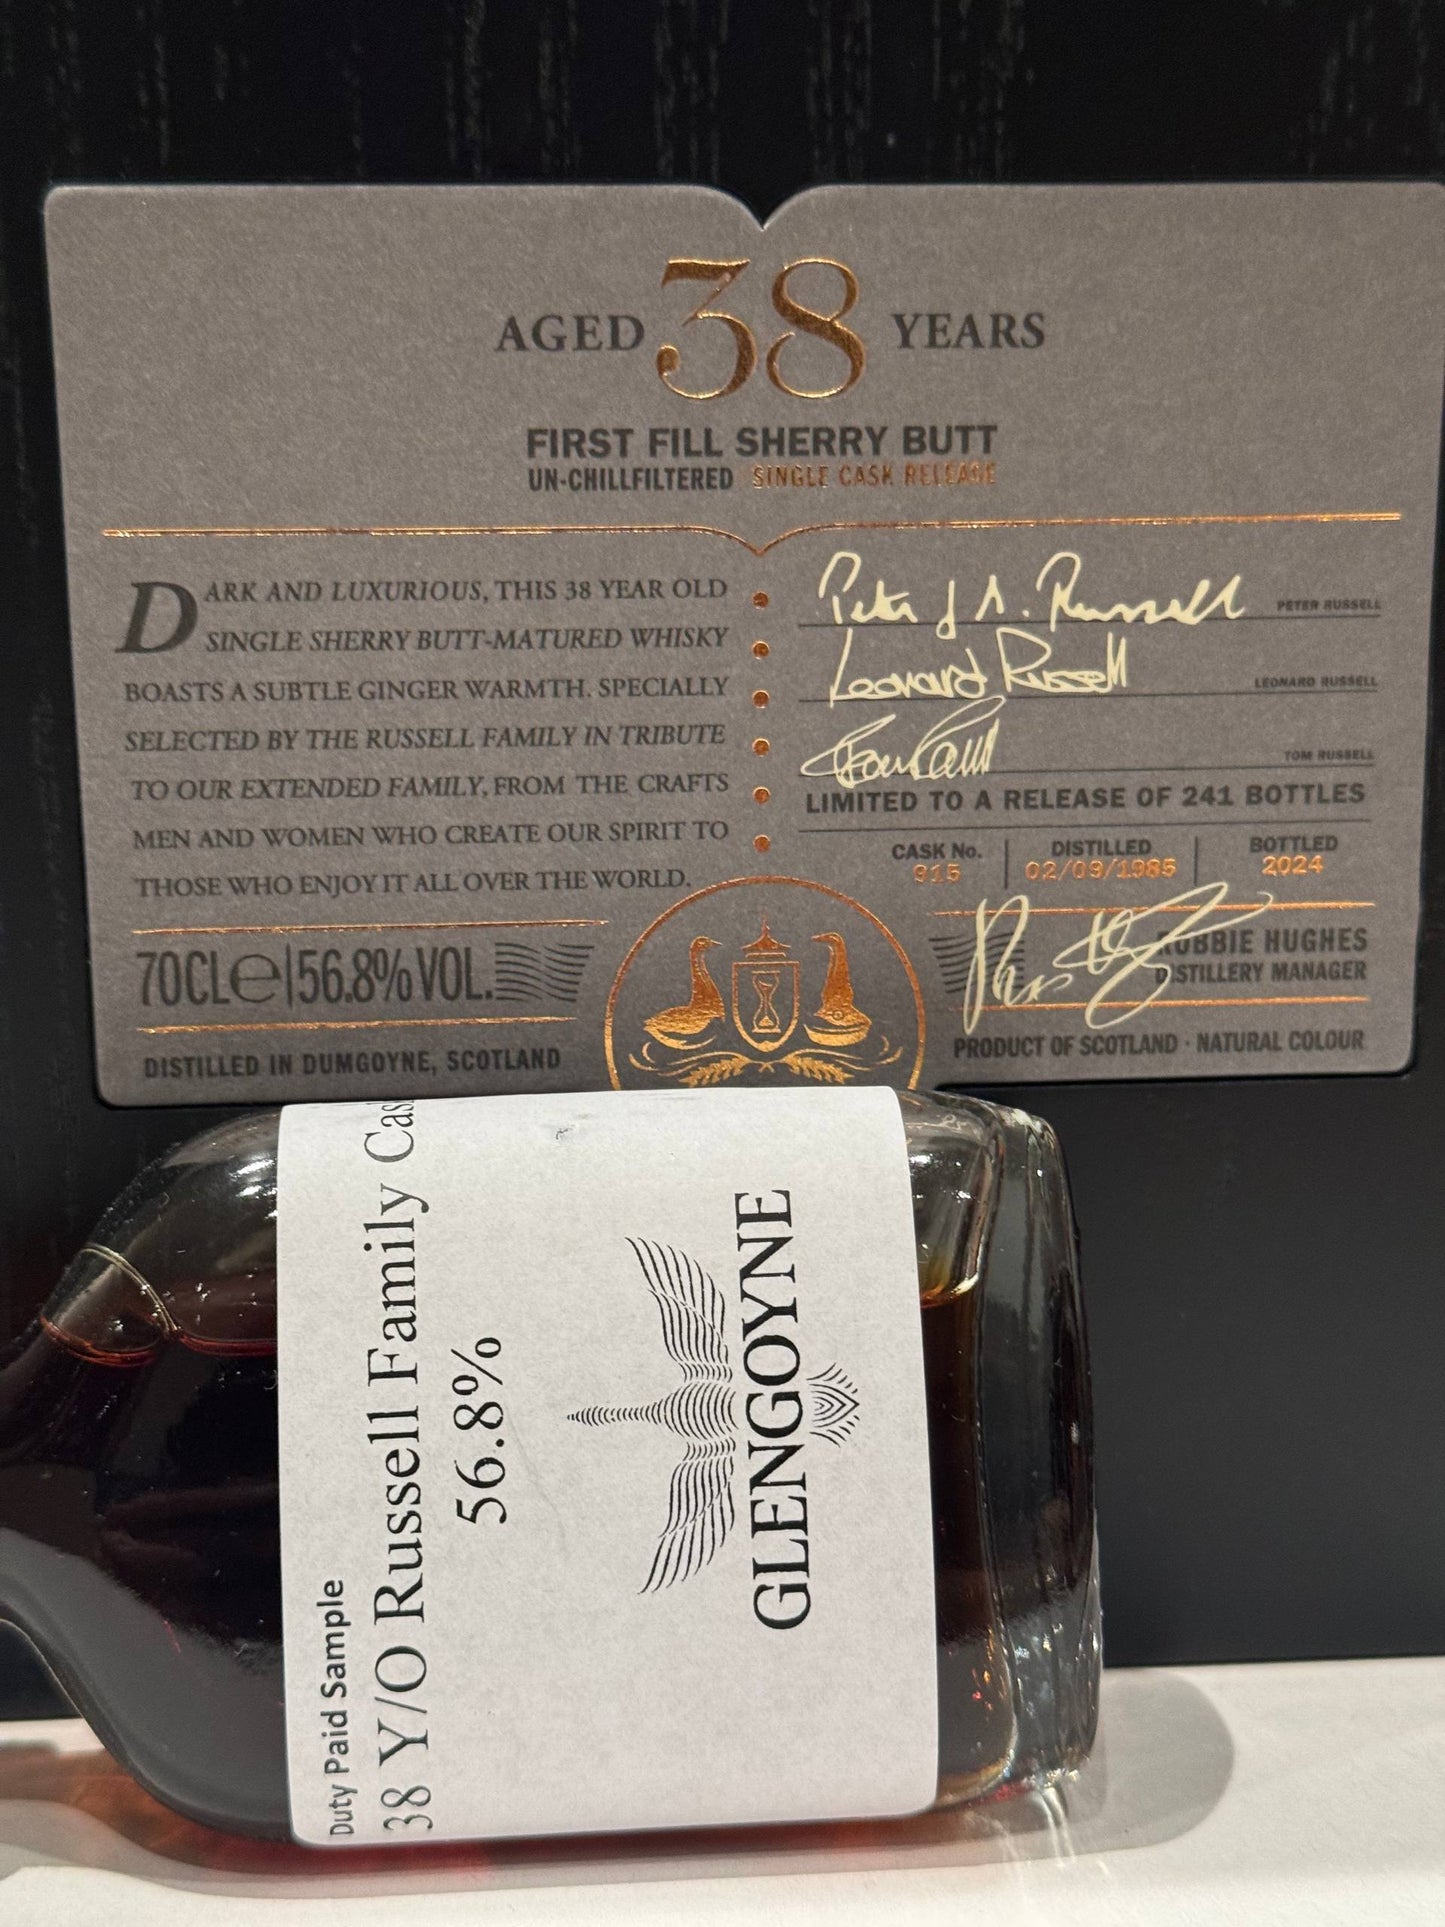 AGED 38 YEARS
FIRST FILL SHERRY BUTT
UN-CHILLFILTERED SINGLE CASK RELEASE
DARK AND LUXURIOUS, THIS 38 YEAR OLD
SINGLE SHERRY BUTT-MATURED WHISKY
BOASTS A SUBTLE GINGER WARMTH. SPECIALLY
SELECTED BY THE RUSSELL FAMILY IN TRIBUTE
TO OUR EXTENDED FAMILY, FROM THE CRAFTS
MEN AND WOMEN WHO CREATE OUR SPIRIT TO
THOSE WHO ENJOY IT ALL OVER THE WORLD.
70CL e | 56.8% VOL.
DISTILLED IN DUMGOYNE, SCOTLAND
Peter J A. Russell PETER RUSSELL
Leonard Russell LEONARD RUSSELL
TOM RUSSELL
LIMITED TO A RELEASE OF 241 BOTTLES
CASK No. | DISTILLED | BOTTLED
915 | 02/09/1985 | 2024
ROBBIE HUGHES
DISTILLERY MANAGER
PRODUCT OF SCOTLAND · NATURAL COLOUR
Duty Paid Sample
38 Y/O Russell Family Cas
56.8%
GLENGOYNE